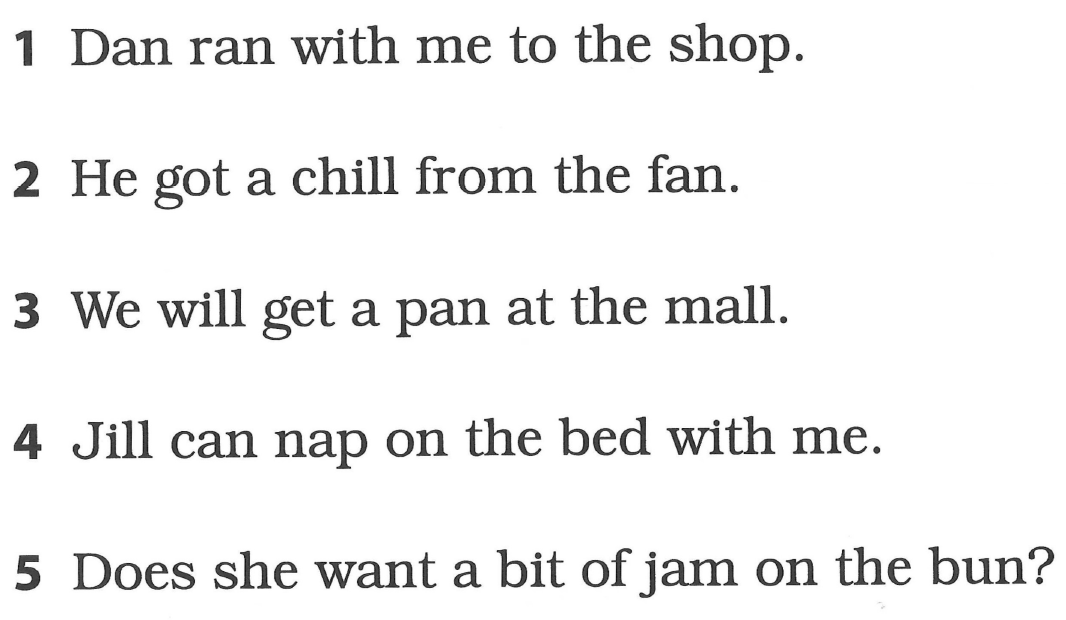 1 Dan ran with me to the shop.
2 He got a chill from the fan.
3 We will get a pan at the mall.
4 Jill can nap on the bed with me.
5 Does she want a bit of jam on the bun?